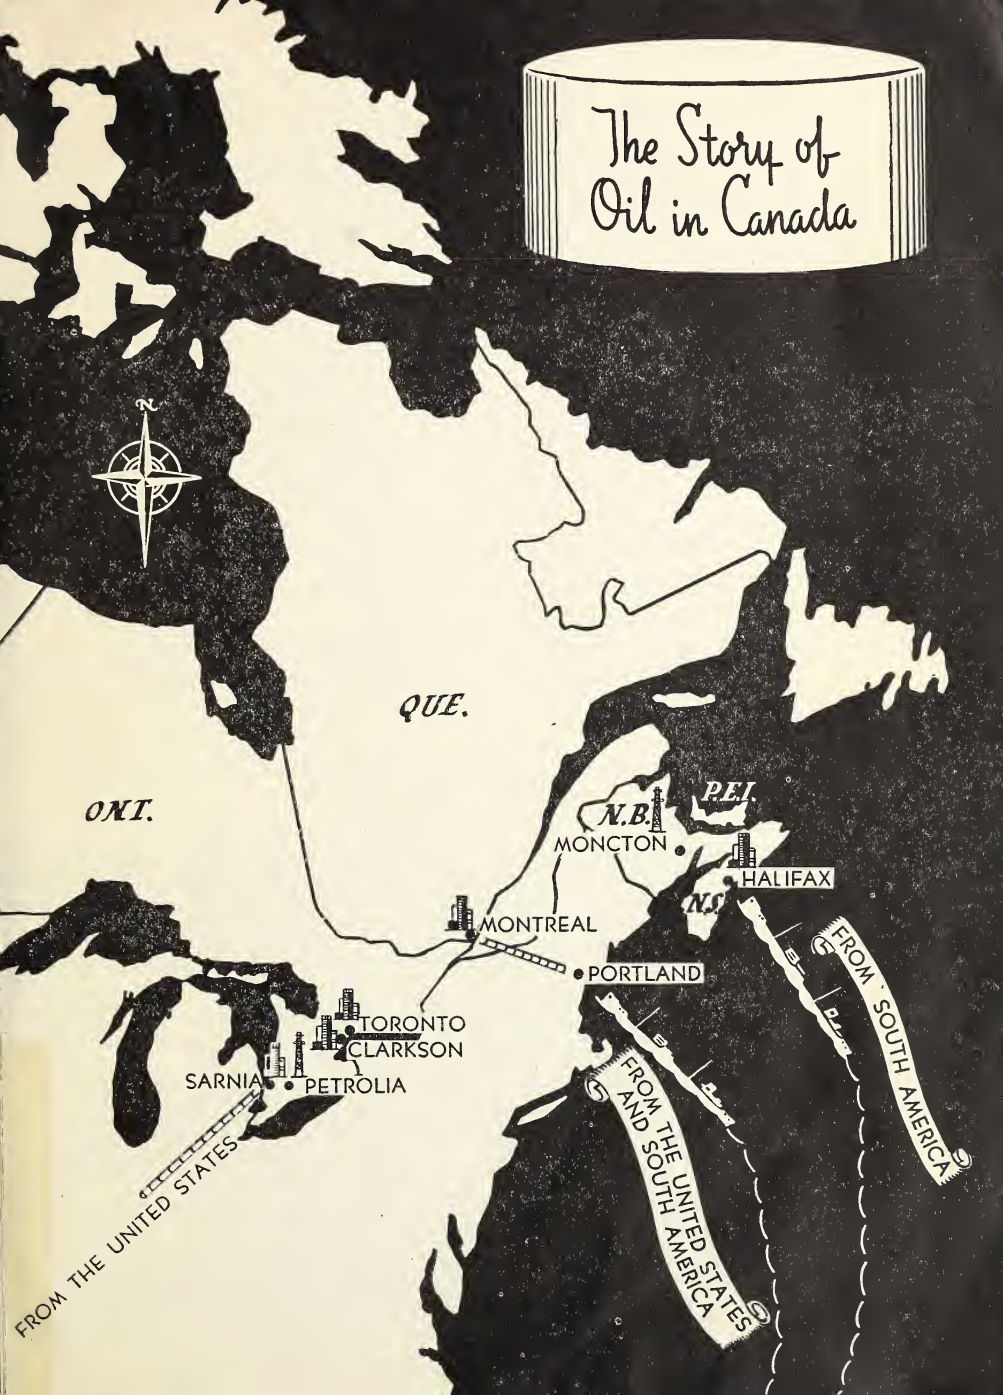 The Story of
Oil in Canada
N
QUE.
ONT.
P.E.I.
N.B.
MONCTON
HALIFAX
N.S.
MONTREAL
PORTLAND
TORONTO
CLARKSON
SARNIA
PETROLIA
FROM THE UNITED STATES
FROM THE UNITED STATES
AND SOUTH AMERICA
FROM SOUTH AMERICA